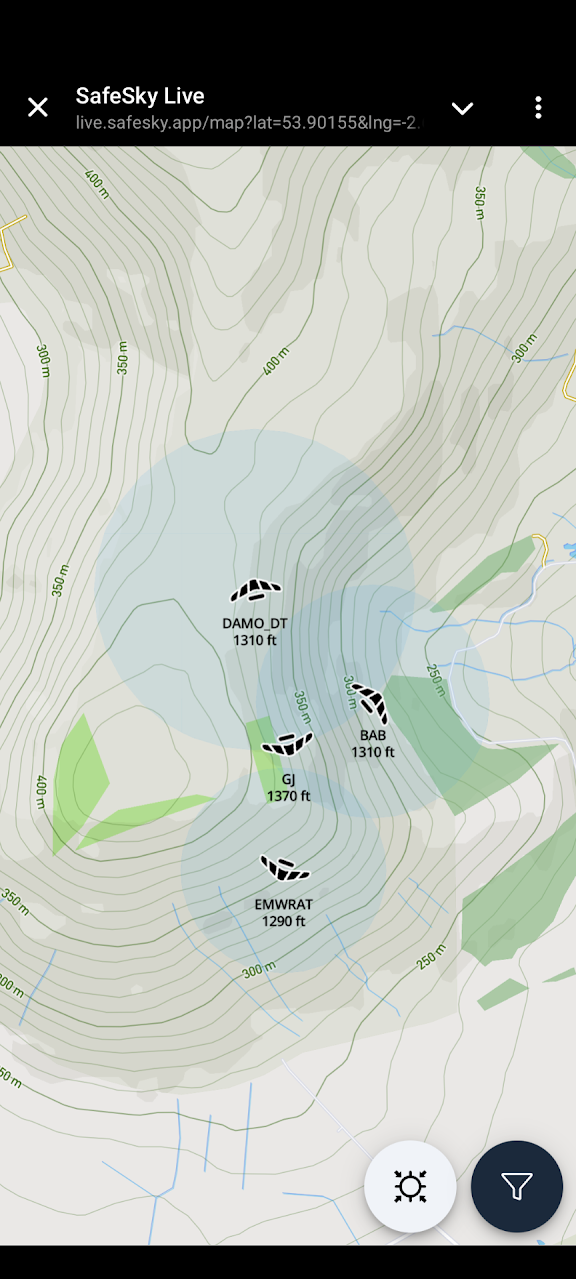 SafeSky Live
live.safesky.app/map?lat=53.90155&lng=-2.
400 m
350 m
300 m
350 m
400 m
300 m
350 m
DAMO_DT
1310 ft
250 m
300 m
350 m
BAB
1310 ft
GJ
1370 ft
400 m
350 m
EMWRAT
1290 ft
250 m
300 m
00 m
50 m